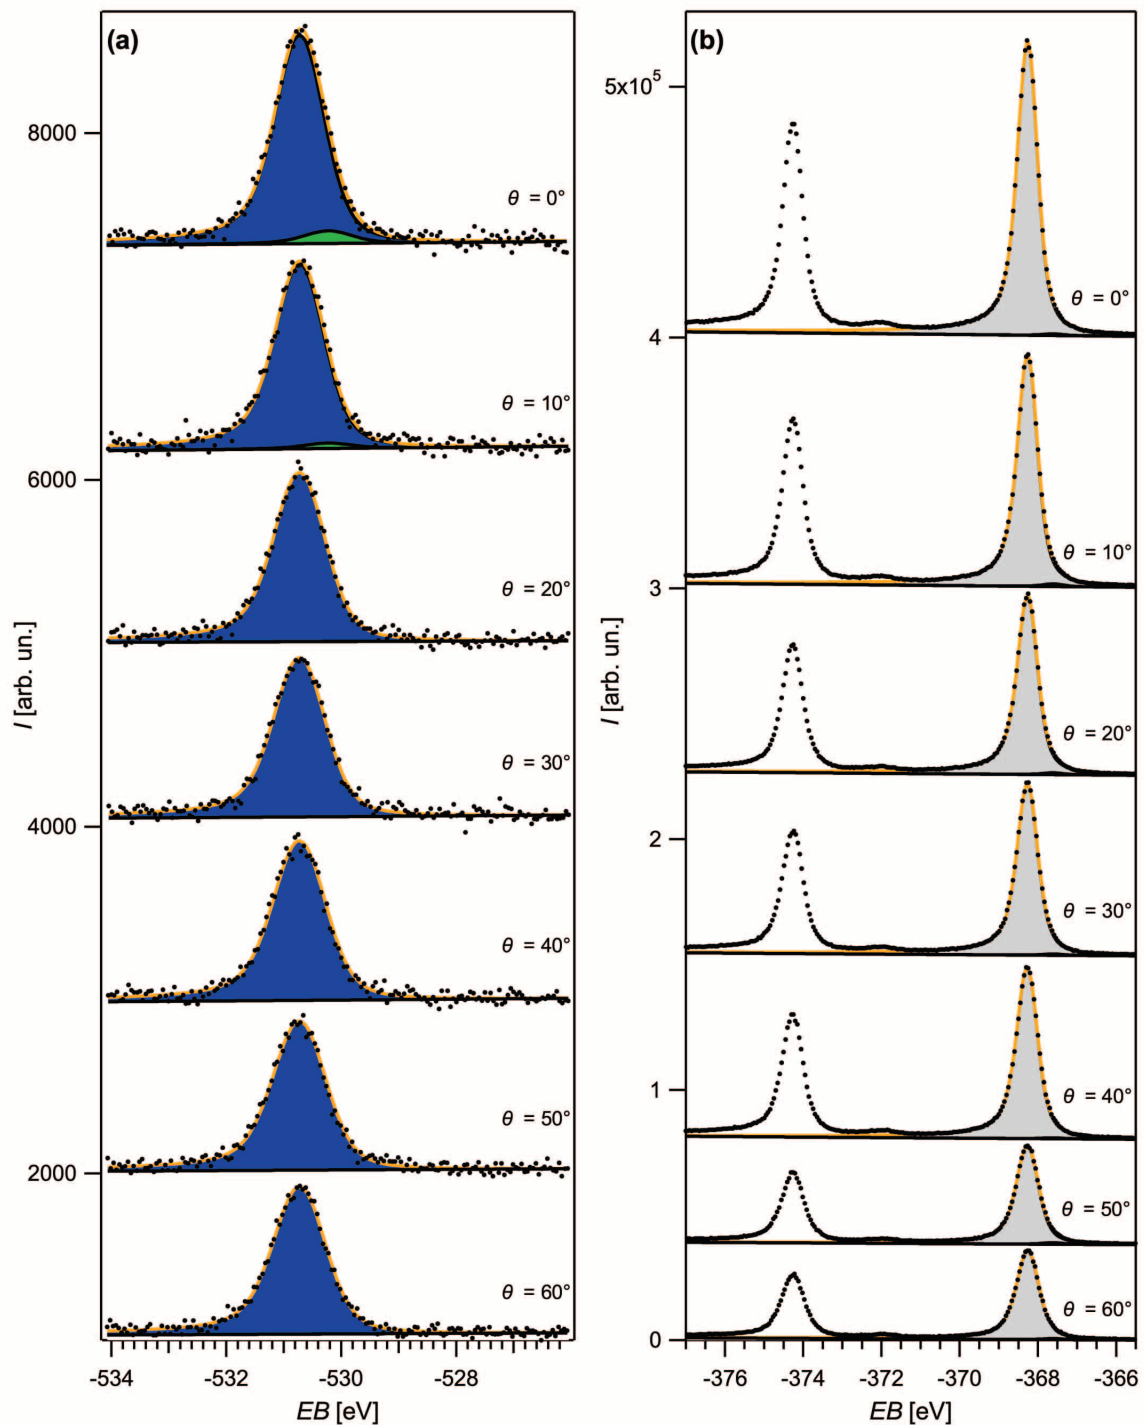 (a)
8000
6000
4000
2000
I [arb. un.]
θ = 0°
θ = 10°
θ = 20°
θ = 30°
θ = 40°
θ = 50°
θ = 60°
-534
-532
-530
-528
EB [eV]
(b)
5x10⁵
4
3
2
1
0
I [arb. un.]
θ = 0°
θ = 10°
θ = 20°
θ = 30°
θ = 40°
θ = 50°
θ = 60°
-376
-374
-372
-370
-368
-366
EB [eV]